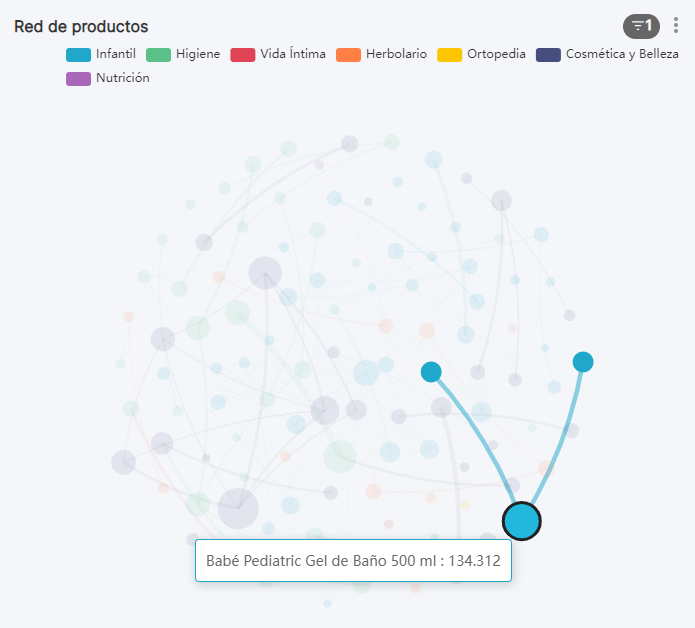 Red de productos
1
Infantil Higiene Vida Íntima Herbolario Ortopedia Cosmética y Belleza
Nutrición
Babé Pediatric Gel de Baño 500 ml : 134.312